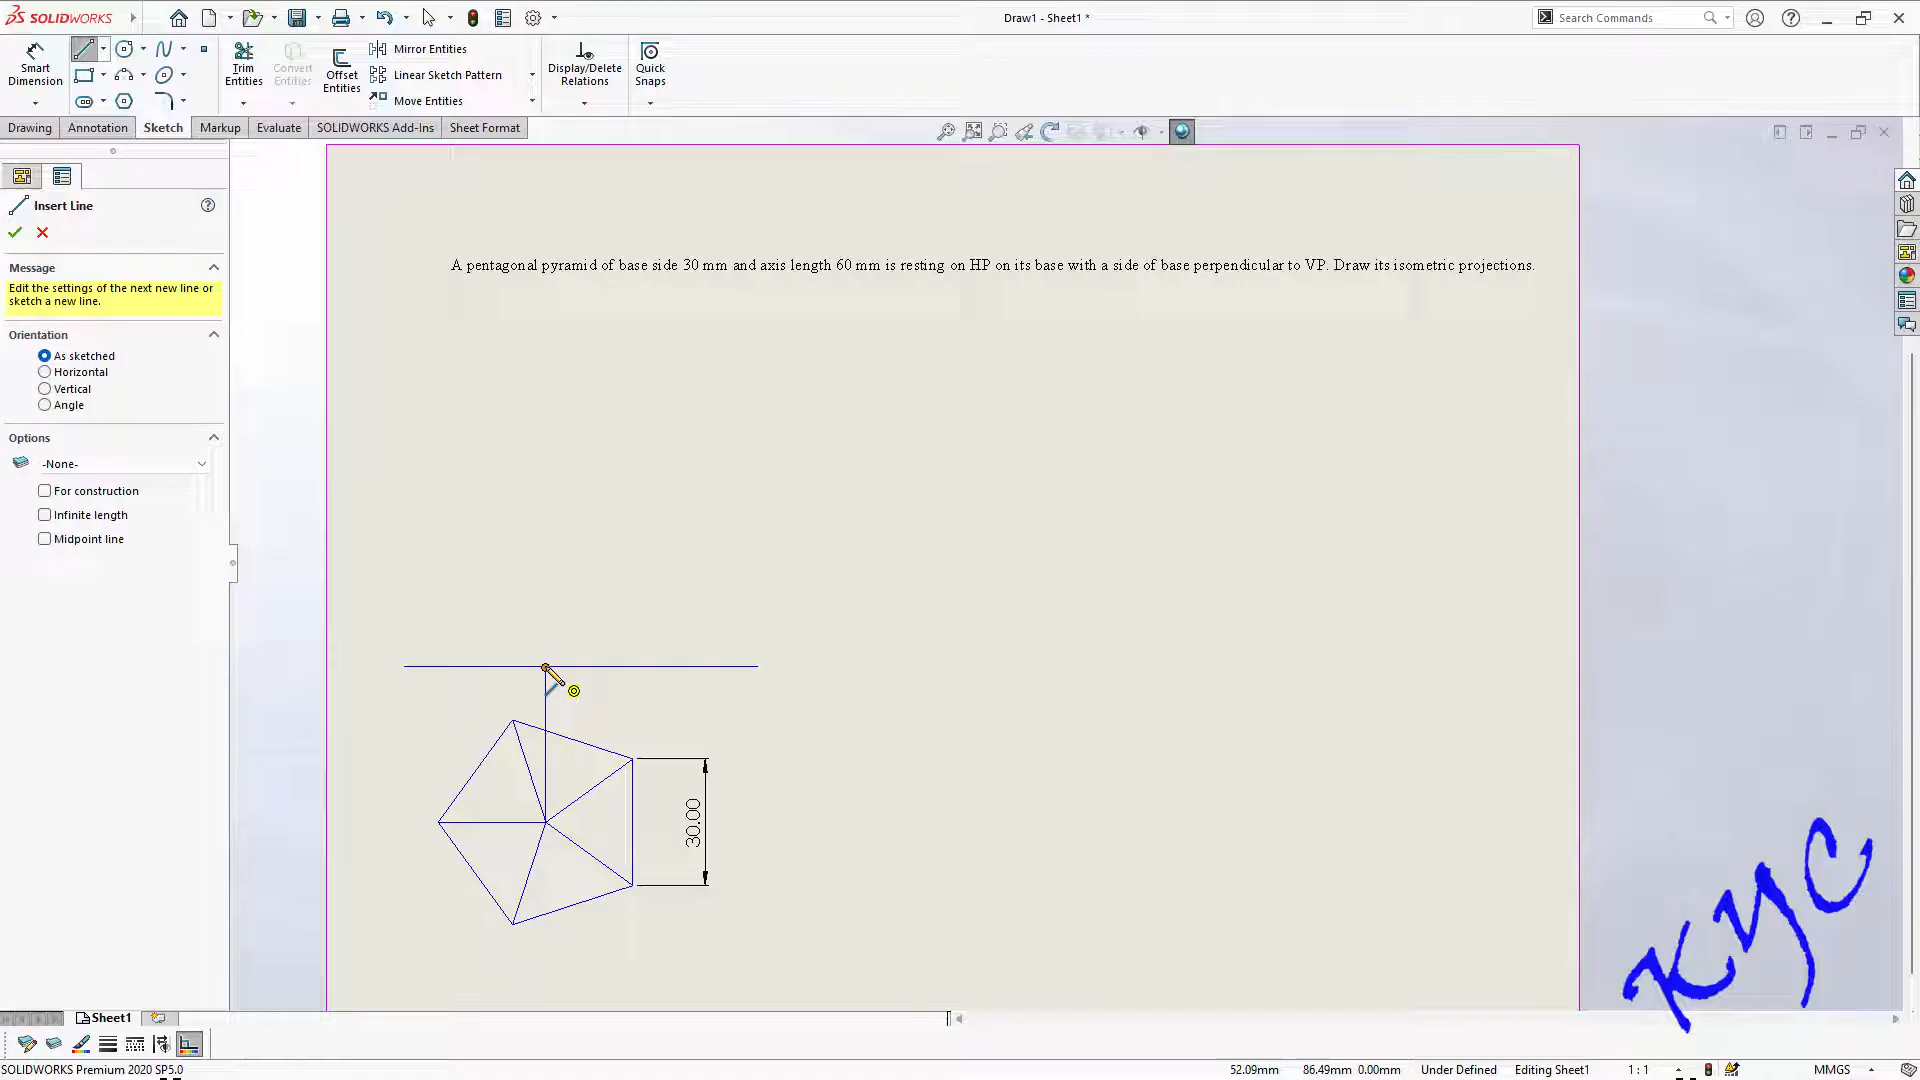 SOLIDWORKS
Draw1 - Sheet1 *
Search Commands
Smart Dimension
Trim Entities
Convert Entities
Offset Entities
Mirror Entities
Linear Sketch Pattern
Move Entities
Display/Delete Relations
Quick Snaps
Drawing Annotation Sketch Markup Evaluate SOLIDWORKS Add-Ins Sheet Format
Insert Line
Message
Edit the settings of the next new line or
sketch a new line.
Orientation
As sketched
Horizontal
Vertical
Angle
Options
-None-
For construction
Infinite length
Midpoint line
A pentagonal pyramid of base side 30 mm and axis length 60 mm is resting on HP on its base with a side of base perpendicular to VP. Draw its isometric projections.
30.00
KYC
Sheet1
SOLIDWORKS Premium 2020 SP5.0
52.09mm 86.49mm 0.00mm Under Defined Editing Sheet1 1 : 1 MMGS